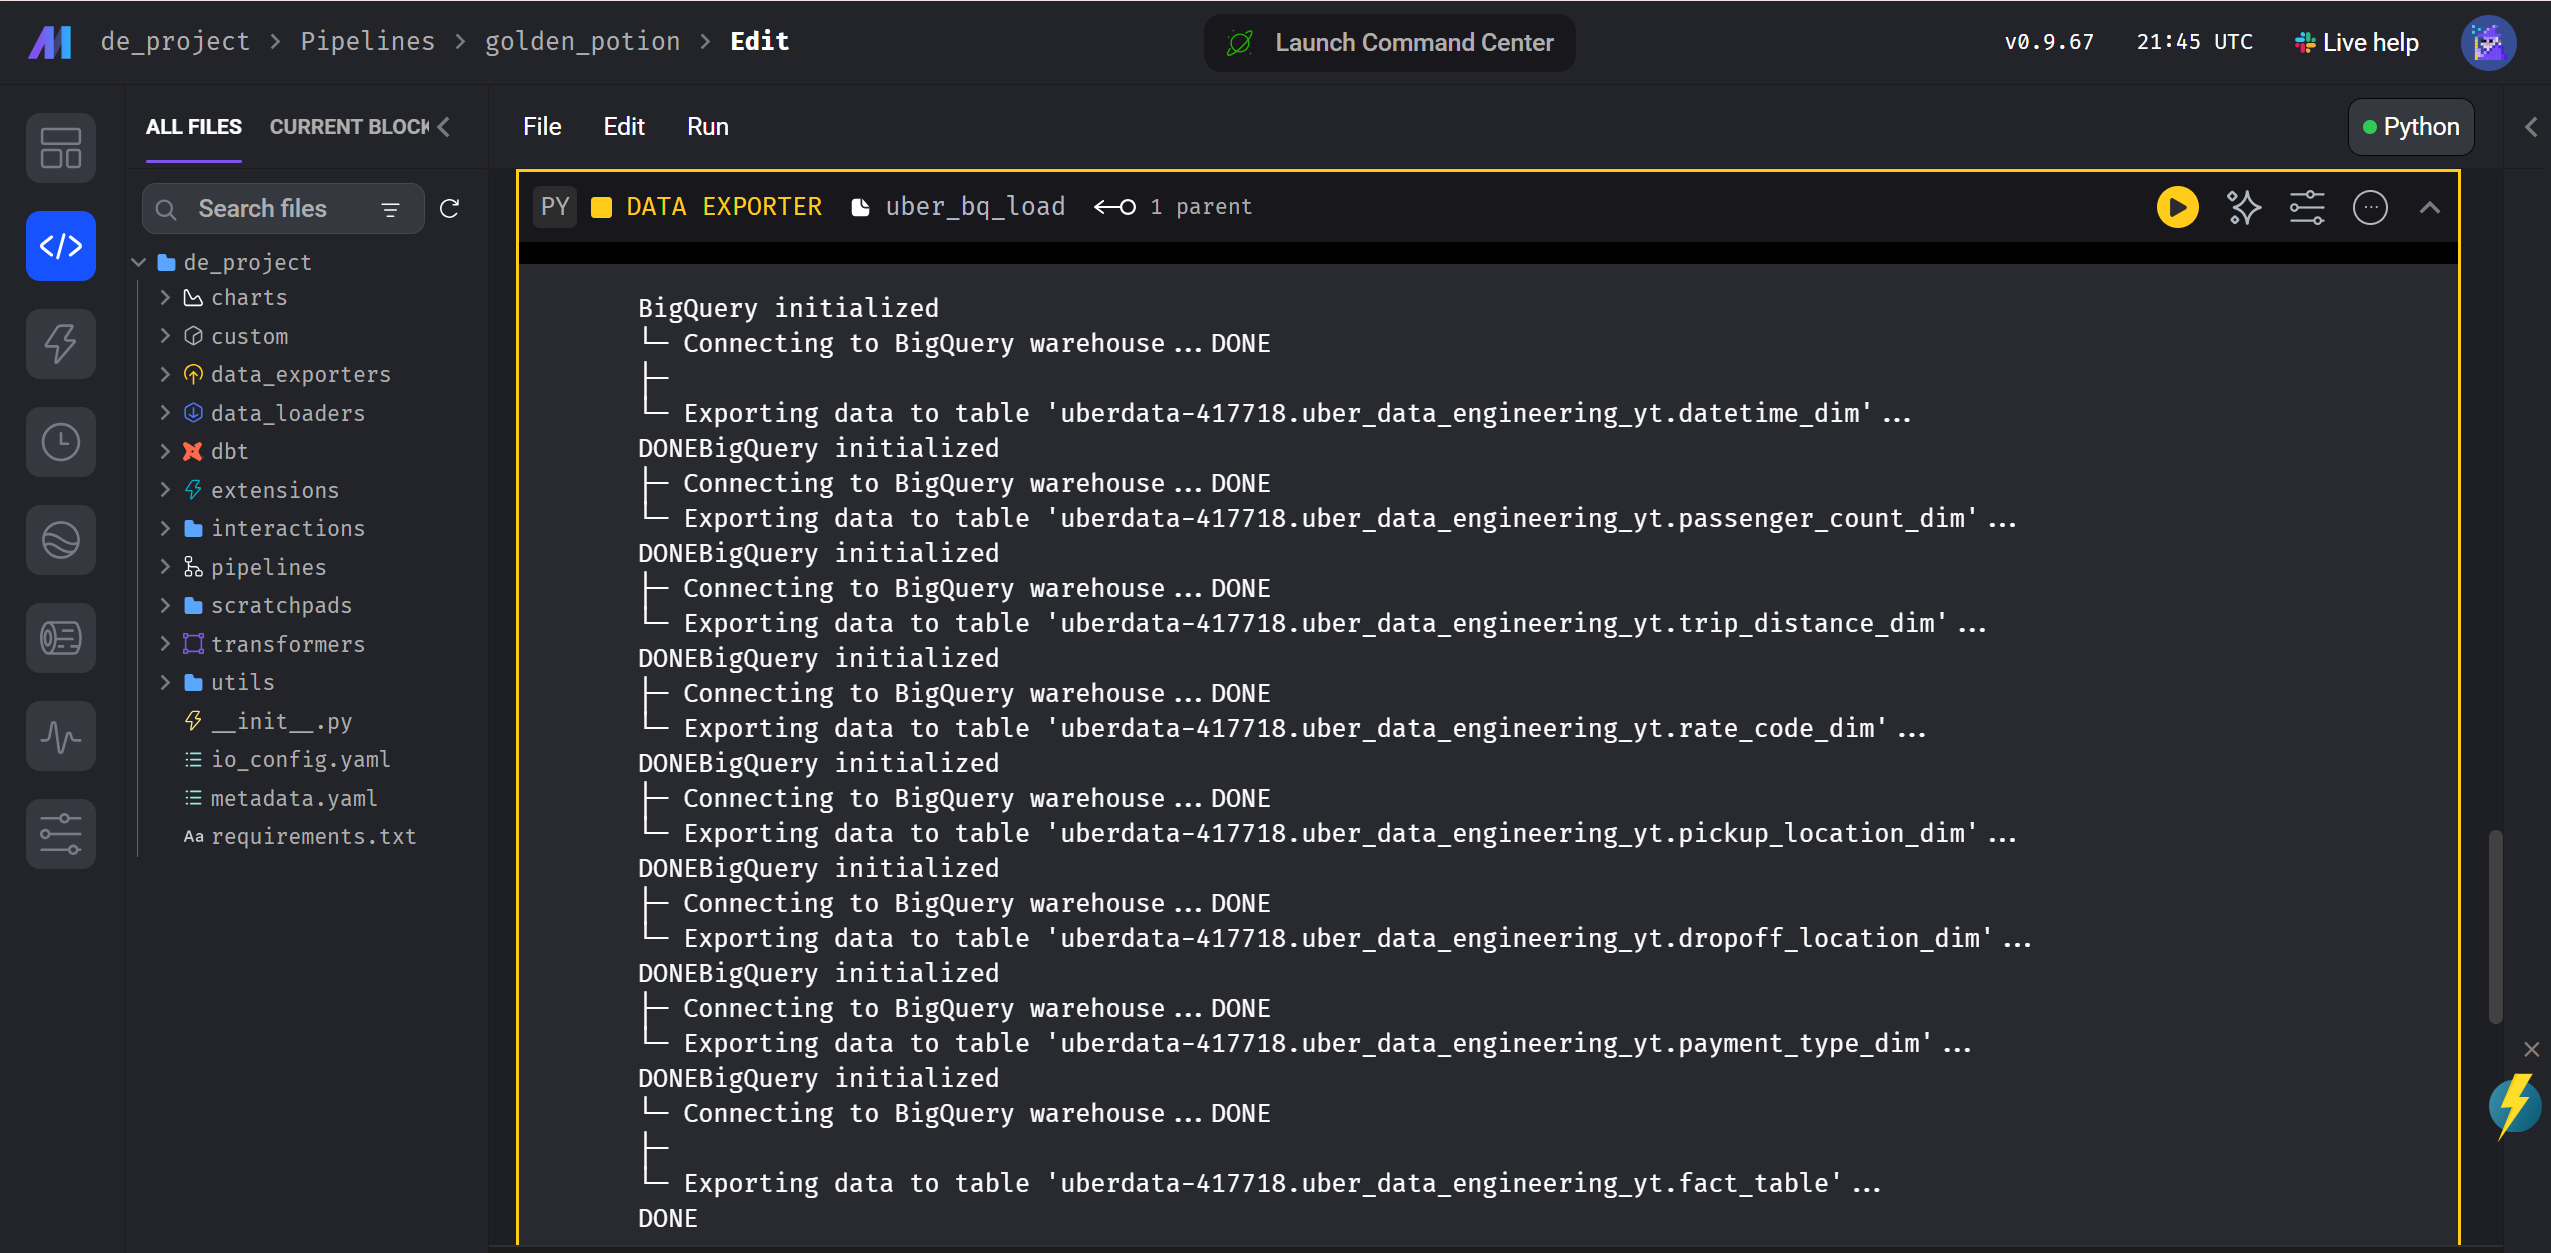 de_project > Pipelines > golden_potion > Edit
Launch Command Center
v0.9.67 21:45 UTC Live help
ALL FILES CURRENT BLOCK
File Edit Run
Python
Search files
de_project
charts
custom
data_exporters
data_loaders
dbt
extensions
interactions
pipelines
scratchpads
transformers
utils
__init__.py
io_config.yaml
metadata.yaml
Aa requirements.txt
PY DATA EXPORTER uber_bq_load 1 parent
BigQuery initialized
└─ Connecting to BigQuery warehouse...DONE
├─
└─ Exporting data to table 'uberdata-417718.uber_data_engineering_yt.datetime_dim'...
DONEBigQuery initialized
├─ Connecting to BigQuery warehouse...DONE
└─ Exporting data to table 'uberdata-417718.uber_data_engineering_yt.passenger_count_dim'...
DONEBigQuery initialized
├─ Connecting to BigQuery warehouse...DONE
└─ Exporting data to table 'uberdata-417718.uber_data_engineering_yt.trip_distance_dim'...
DONEBigQuery initialized
├─ Connecting to BigQuery warehouse...DONE
└─ Exporting data to table 'uberdata-417718.uber_data_engineering_yt.rate_code_dim'...
DONEBigQuery initialized
├─ Connecting to BigQuery warehouse...DONE
└─ Exporting data to table 'uberdata-417718.uber_data_engineering_yt.pickup_location_dim'...
DONEBigQuery initialized
├─ Connecting to BigQuery warehouse...DONE
└─ Exporting data to table 'uberdata-417718.uber_data_engineering_yt.dropoff_location_dim'...
DONEBigQuery initialized
├─ Connecting to BigQuery warehouse...DONE
└─ Exporting data to table 'uberdata-417718.uber_data_engineering_yt.payment_type_dim'...
DONEBigQuery initialized
└─ Connecting to BigQuery warehouse...DONE
├─
└─ Exporting data to table 'uberdata-417718.uber_data_engineering_yt.fact_table'...
DONE